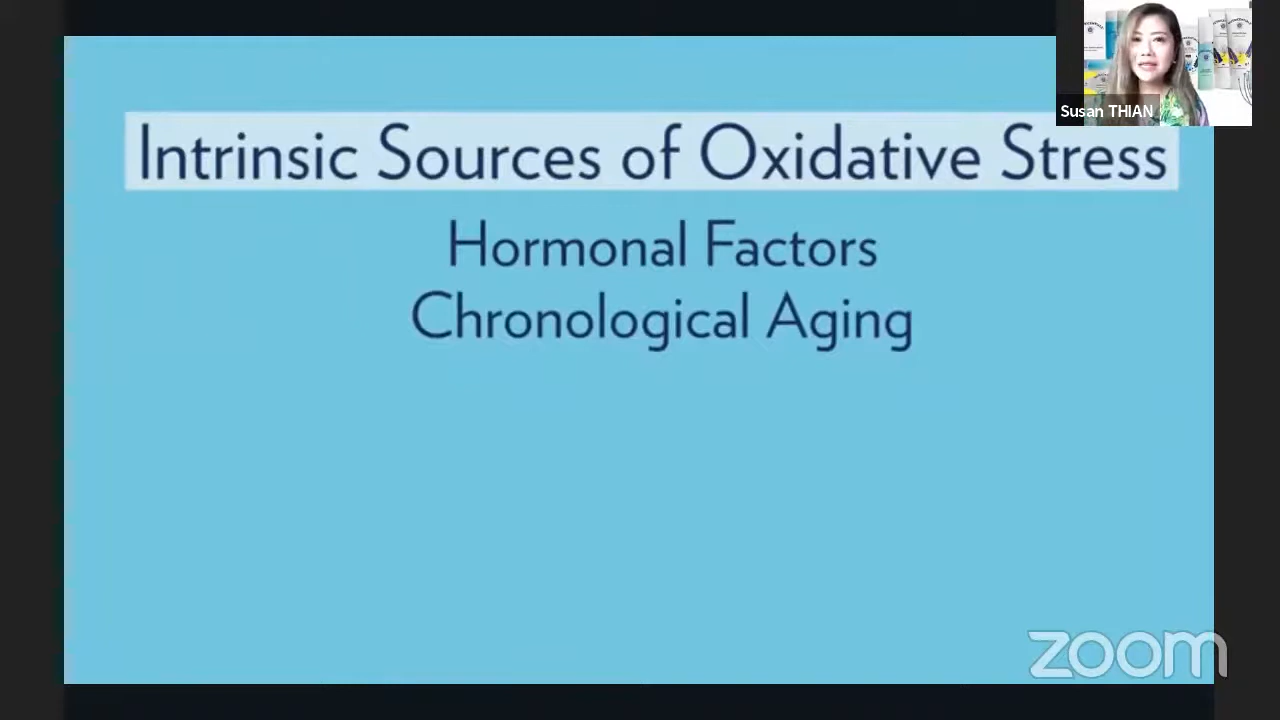 Susan THIAN
Intrinsic Sources of Oxidative Stress
Hormonal Factors
Chronological Aging
zoom